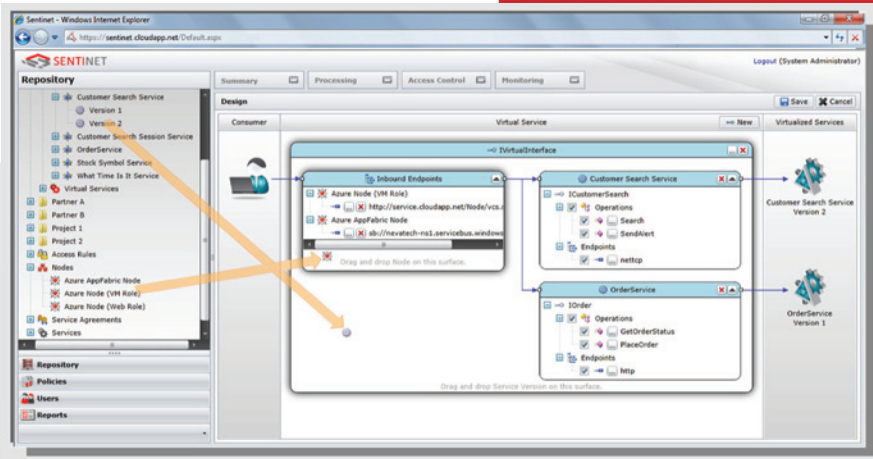 Sentinet - Windows Internet Explorer
https://sentinet.cloudapp.net/Default.aspx
SENTINET
Logout (System Administrator)
Repository
Summary
Processing
Access Control
Monitoring
Customer Search Service
Version 1
Version 2
Customer Search Session Service
OrderService
Stock Symbol Service
What Time Is It Service
Virtual Services
Partner A
Partner B
Project 1
Project 2
Access Rules
Nodes
Azure AppFabric Node
Azure Node (VM Role)
Azure Node (Web Role)
Service Agreements
Services
Repository
Policies
Users
Reports
Design
Save
Cancel
Consumer
Virtual Service
New
Virtualized Services
IVirtualInterface
Inbound Endpoints
Azure Node (VM Role)
http://service.cloudapp.net/Node/vcs.
Azure AppFabric Node
sb://nevatech-ns1.servicebus.windows
Drag and drop Node on this surface.
Customer Search Service
ICustomerSearch
Operations
Search
SendAlert
Endpoints
nettcp
OrderService
IOrder
Operations
GetOrderStatus
PlaceOrder
Endpoints
http
Drag and drop Service Version on this surface.
Customer Search Service
Version 2
OrderService
Version 1